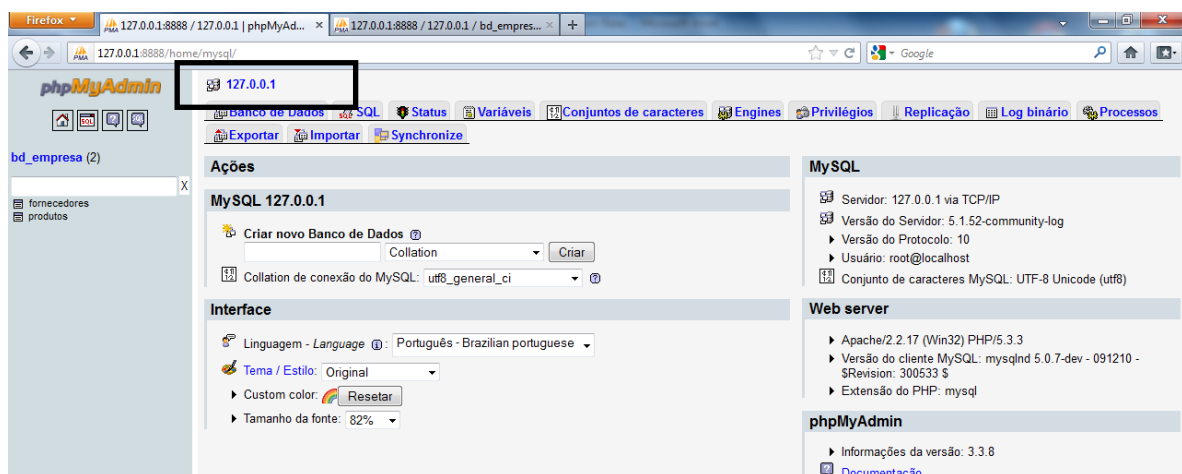 Firefox
127.0.0.1:8888 / 127.0.0.1 | phpMyAd... ×
127.0.0.1:8888 / 127.0.0.1 / bd_empres... ×
127.0.0.1:8888/home/mysql/
Google
phpMyAdmin
bd_empresa (2)
X
fornecedores
produtos
127.0.0.1
Banco de Dados SQL Status Variáveis Conjuntos de caracteres Engines Privilégios Replicação Log binário Processos
Exportar Importar Synchronize
Ações
MySQL 127.0.0.1
Criar novo Banco de Dados
Collation Criar
Collation de conexão do MySQL: utf8_general_ci
Interface
Linguagem - Language : Português - Brazilian portuguese
Tema / Estilo: Original
Custom color: Resetar
Tamanho da fonte: 82%
MySQL
Servidor: 127.0.0.1 via TCP/IP
Versão do Servidor: 5.1.52-community-log
Versão do Protocolo: 10
Usuário: root@localhost
Conjunto de caracteres MySQL: UTF-8 Unicode (utf8)
Web server
Apache/2.2.17 (Win32) PHP/5.3.3
Versão do cliente MySQL: mysqlnd 5.0.7-dev - 091210 -
$Revision: 300533 $
Extensão do PHP: mysql
phpMyAdmin
Informações da versão: 3.3.8
Documentação